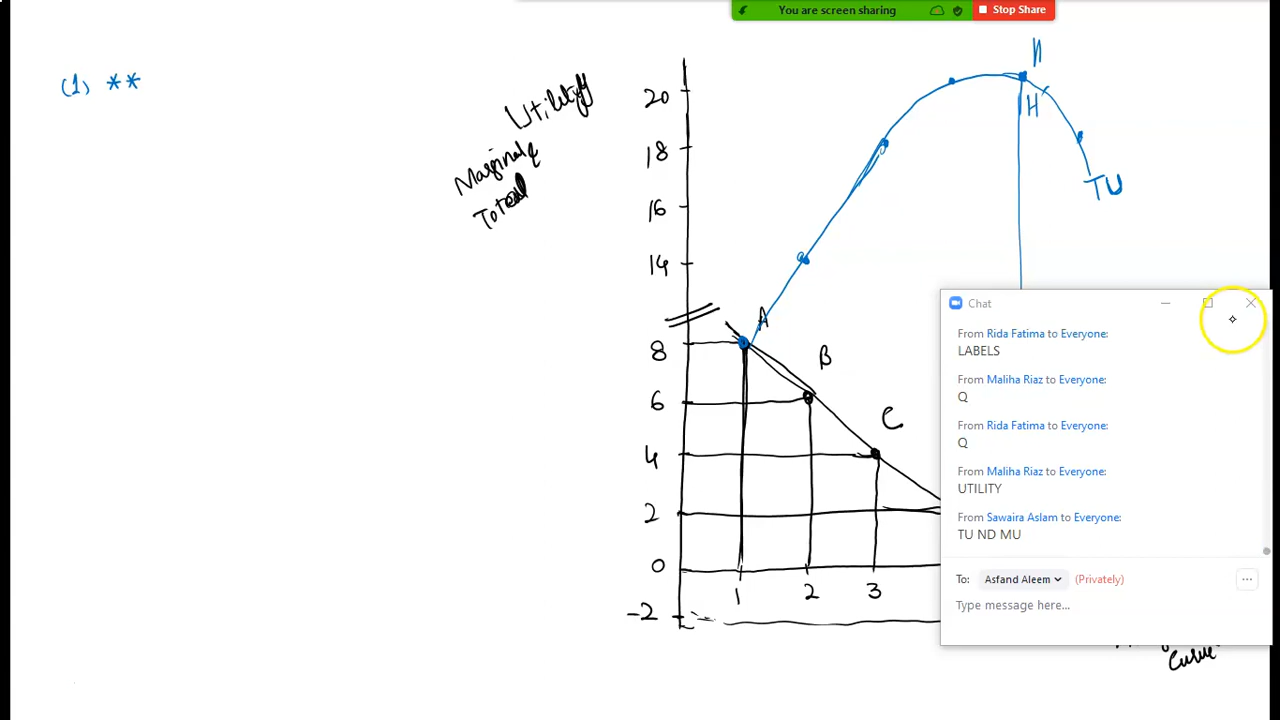 You are screen sharing
Stop Share
(1) **
Utility
Marginal &
Total
20
18
16
14
8
6
4
2
0
-2
1
2
3
A
B
C
H
H'
TU
Curve
Chat
From Rida Fatima to Everyone:
LABELS
From Maliha Riaz to Everyone:
Q
From Rida Fatima to Everyone:
Q
From Maliha Riaz to Everyone:
UTILITY
From Sawaira Aslam to Everyone:
TU ND MU
To: Asfand Aleem (Privately)
Type message here...